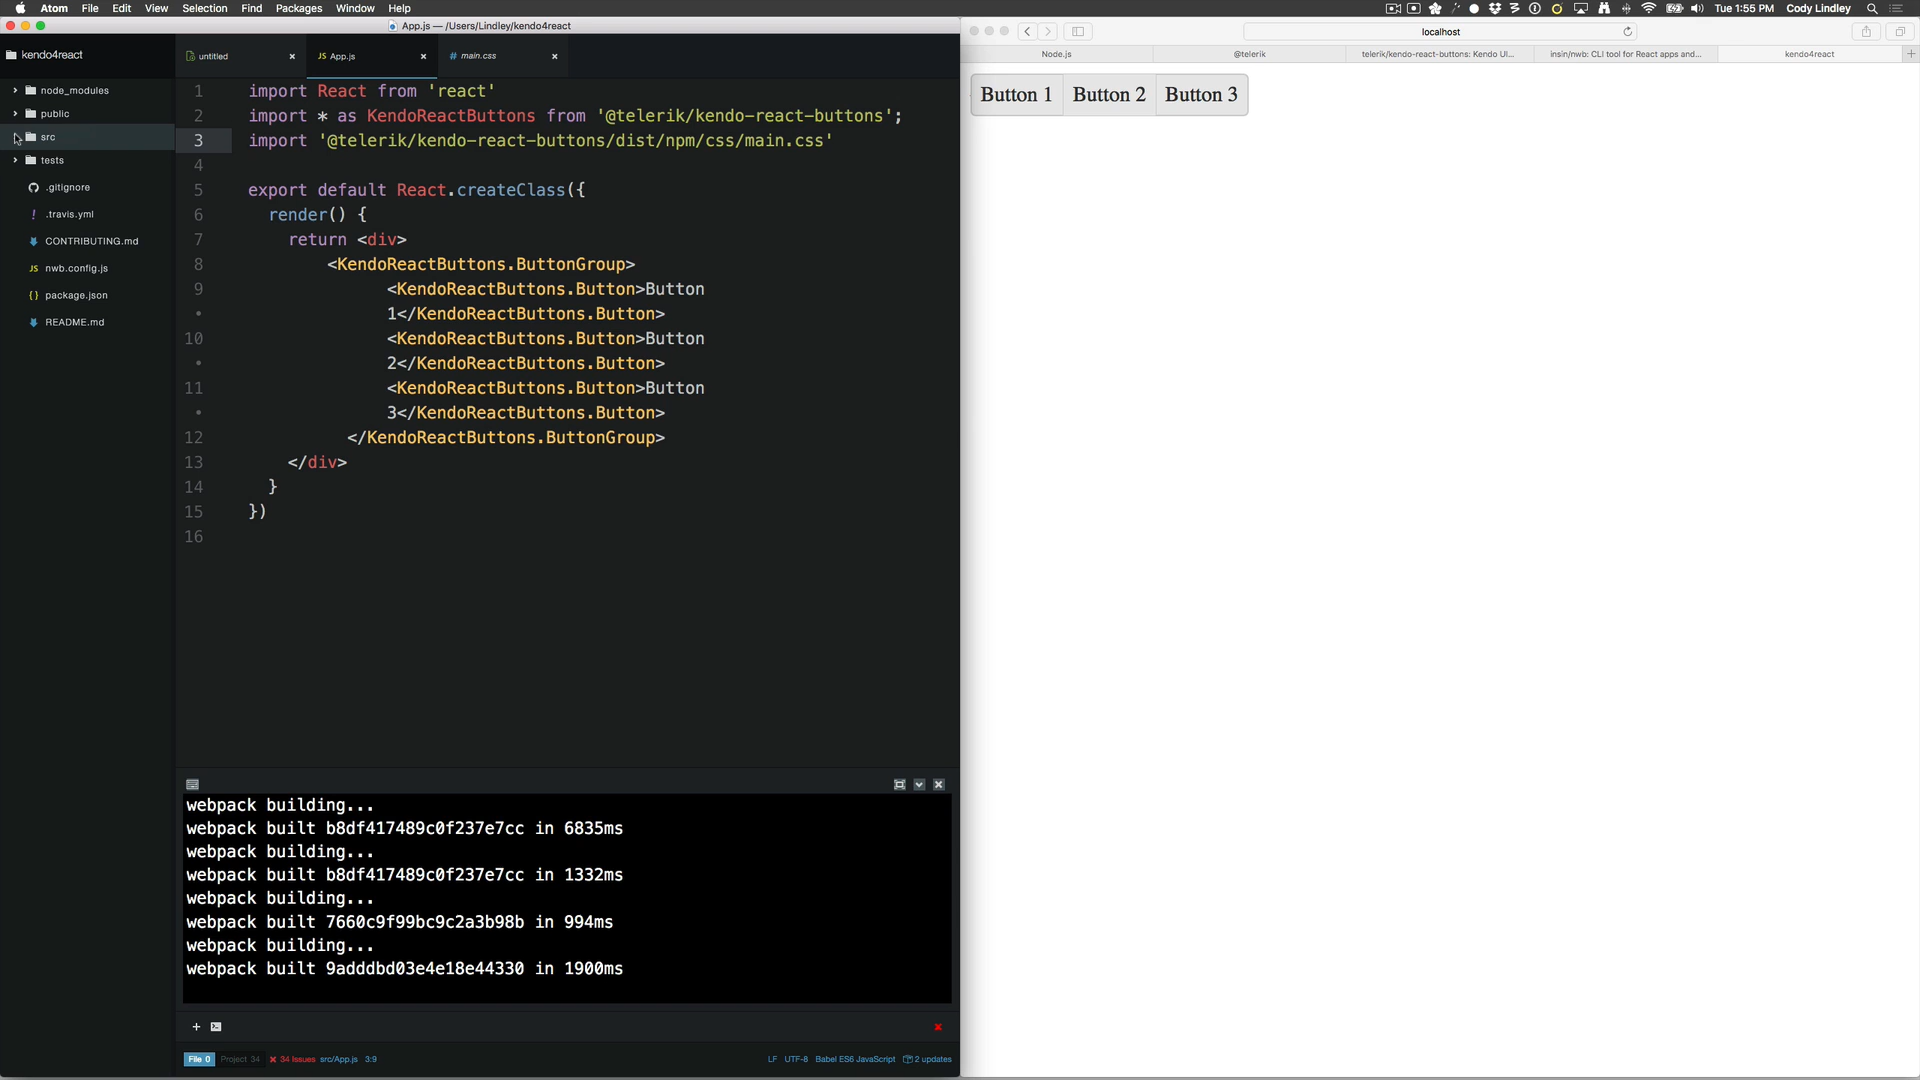 Atom File Edit View Selection Find Packages Window Help
Tue 1:55 PM Cody Lindley
App.js — /Users/Lindley/kendo4react
localhost
kendo4react
untitled
JS App.js
# main.css
Node.js
@telerik
telerik/kendo-react-buttons: Kendo UI...
insin/nwb: CLI tool for React apps and...
kendo4react
node_modules
public
src
tests
.gitignore
! .travis.yml
CONTRIBUTING.md
JS nwb.config.js
{} package.json
README.md
1 import React from 'react'
2 import * as KendoReactButtons from '@telerik/kendo-react-buttons';
3 import '@telerik/kendo-react-buttons/dist/npm/css/main.css'
4
5 export default React.createClass({
6 render() {
7 return <div>
8 <KendoReactButtons.ButtonGroup>
9 <KendoReactButtons.Button>Button
• 1</KendoReactButtons.Button>
10 <KendoReactButtons.Button>Button
• 2</KendoReactButtons.Button>
11 <KendoReactButtons.Button>Button
• 3</KendoReactButtons.Button>
12 </KendoReactButtons.ButtonGroup>
13 </div>
14 }
15 })
16
Button 1 Button 2 Button 3
webpack building...
webpack built b8df417489c0f237e7cc in 6835ms
webpack building...
webpack built b8df417489c0f237e7cc in 1332ms
webpack building...
webpack built 7660c9f99bc9c2a3b98b in 994ms
webpack building...
webpack built 9adddbd03e4e18e44330 in 1900ms
File 0 Project 34 34 Issues src/App.js 3:9
LF UTF-8 Babel ES6 JavaScript 2 updates